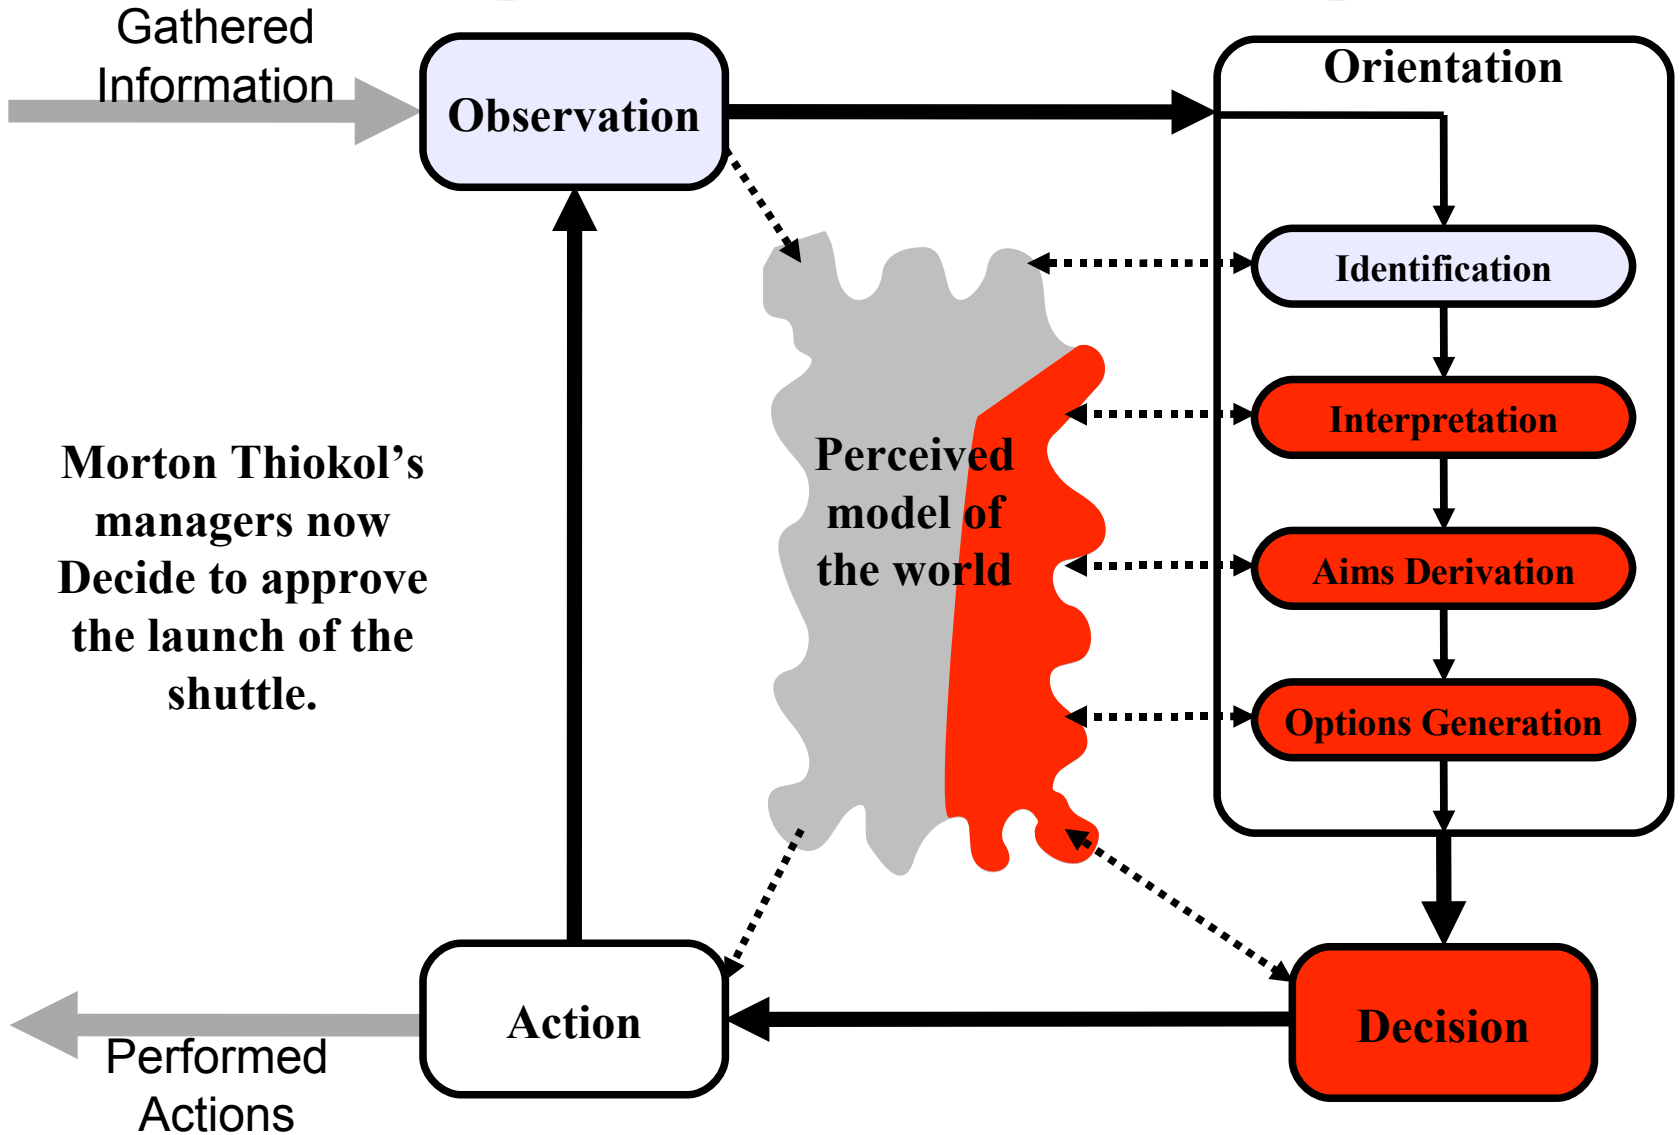 Gathered
Information
Observation
Orientation
Identification
Interpretation
Aims Derivation
Options Generation
Perceived
model of
the world
Morton Thiokol’s
managers now
Decide to approve
the launch of the
shuttle.
Action
Decision
Performed
Actions